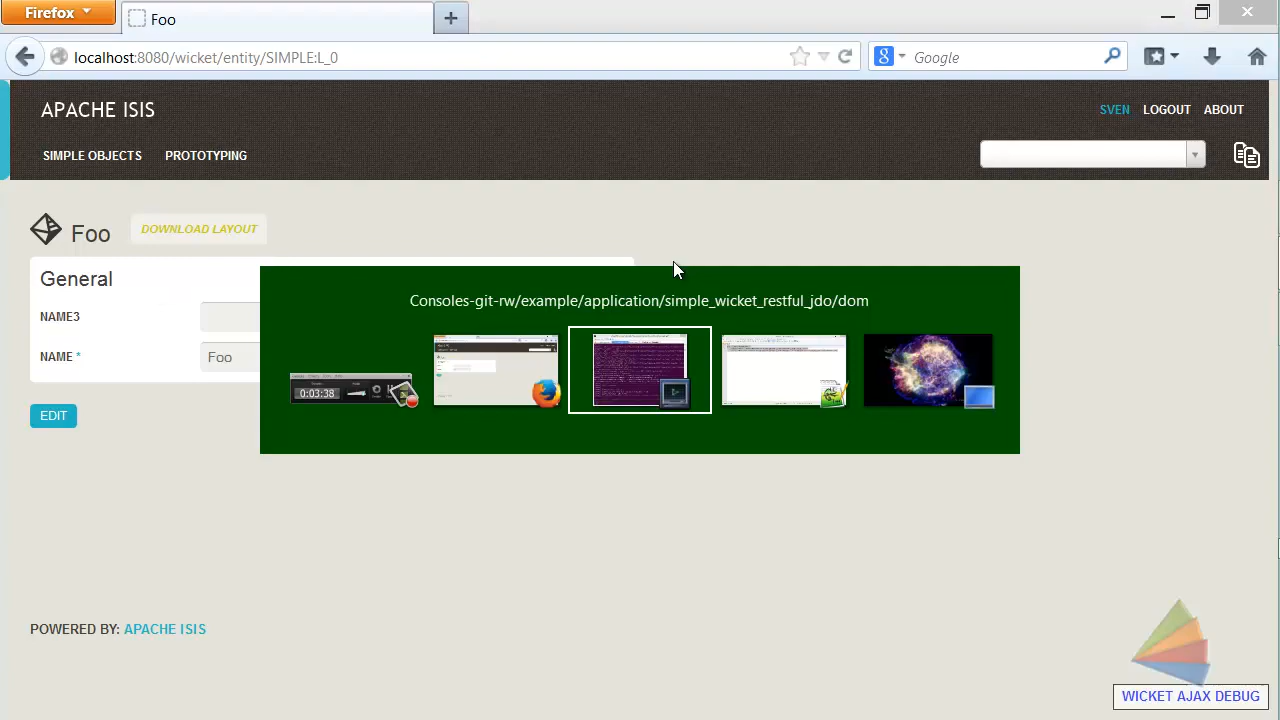 Firefox
Foo
localhost:8080/wicket/entity/SIMPLE:L_0
Google
APACHE ISIS
SVEN LOGOUT ABOUT
SIMPLE OBJECTS PROTOTYPING
Foo DOWNLOAD LAYOUT
General
Consoles-git-rw/example/application/simple_wicket_restful_jdo/dom
NAME3
NAME * Foo
0:03:38
EDIT
POWERED BY: APACHE ISIS
WICKET AJAX DEBUG